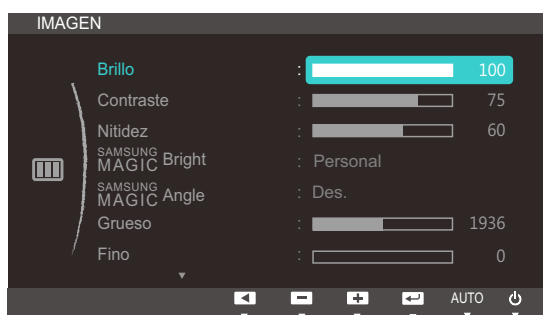 IMAGEN
Brillo : 100
Contraste : 75
Nitidez : 60
SAMSUNG MAGIC Bright : Personal
SAMSUNG MAGIC Angle : Des.
Grueso : 1936
Fino : 0
AUTO